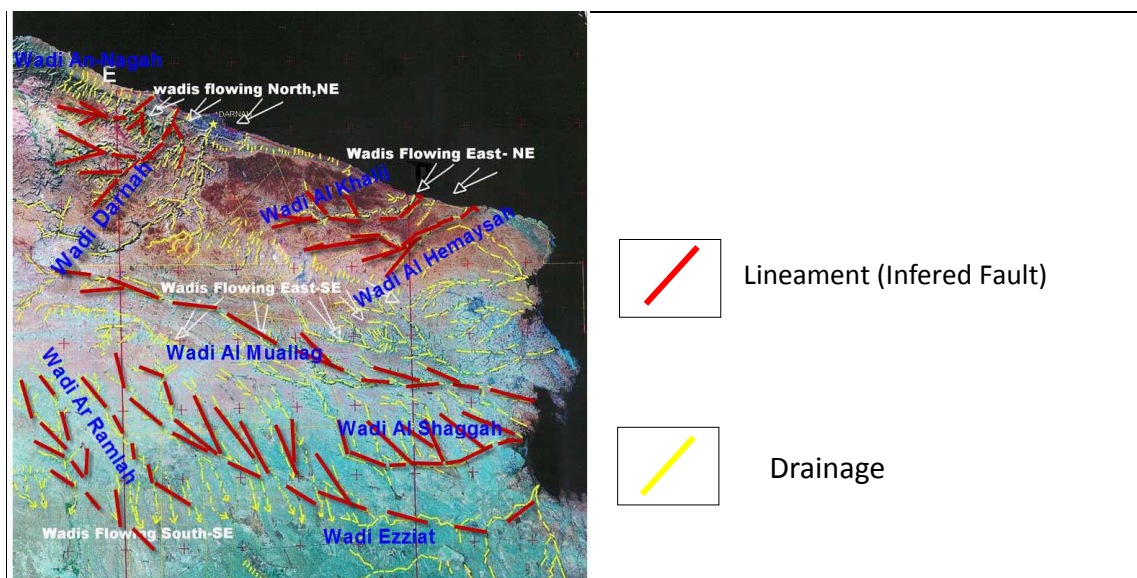 Wadi An-Nagah
E
wadis flowing North,NE
DARNAH
Wadis Flowing East- NE
Wadi Al Khalij
Wadi Darnah
Wadi Al Hemaysah
Wadis Flowing East-SE
Wadi Al Muallag
Wadi Ar Ramlah
Wadi Al Shaggah
Wadis Flowing South-SE
Wadi Ezziat
Lineament (Infered Fault)
Drainage